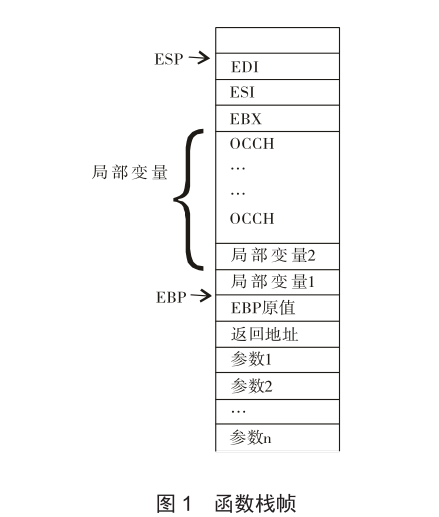 ESP
EDI
ESI
EBX
OCCH
…
局部变量
…
OCCH
局部变量2
局部变量1
EBP
EBP原值
返回地址
参数1
参数2
…
参数n
图 1 函数栈帧